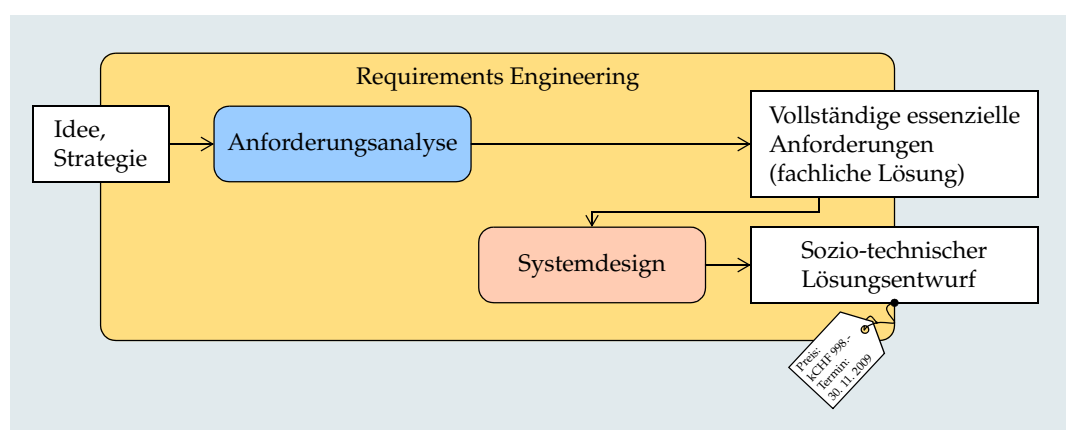 Requirements Engineering
Idee,
Strategie
Anforderungsanalyse
Vollständige essenzielle
Anforderungen
(fachliche Lösung)
Systemdesign
Sozio-technischer
Lösungsentwurf
Preis:
kCHF 998.-
Termin:
30. 11. 2009